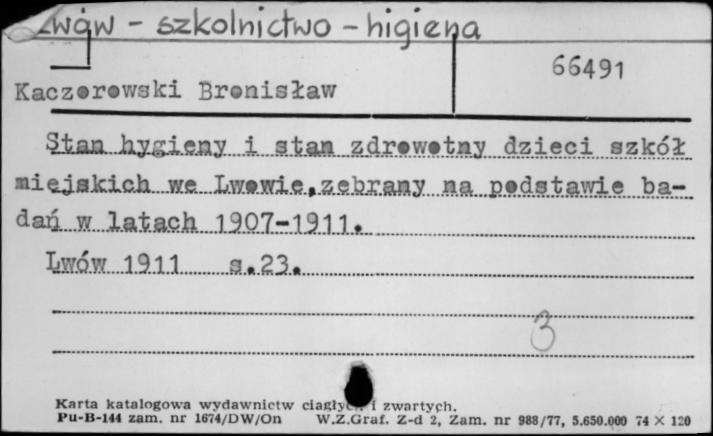 Lwów - szkolnictwo - higiena
66491
Kaczorowski Bronisław
Stan hygieny i stan zdrowotny dzieci szkół
miejskich we Lwowie,zebrany na podstawie ba-
dań w latach 1907-1911.
Lwów 1911 s.23.
3
Karta katalogowa wydawnictw ciągłych i zwartych.
Pu-B-144 zam. nr 1674/DW/On W.Z.Graf. Z-d 2, Zam. nr 988/77, 5.650.000 74 × 120